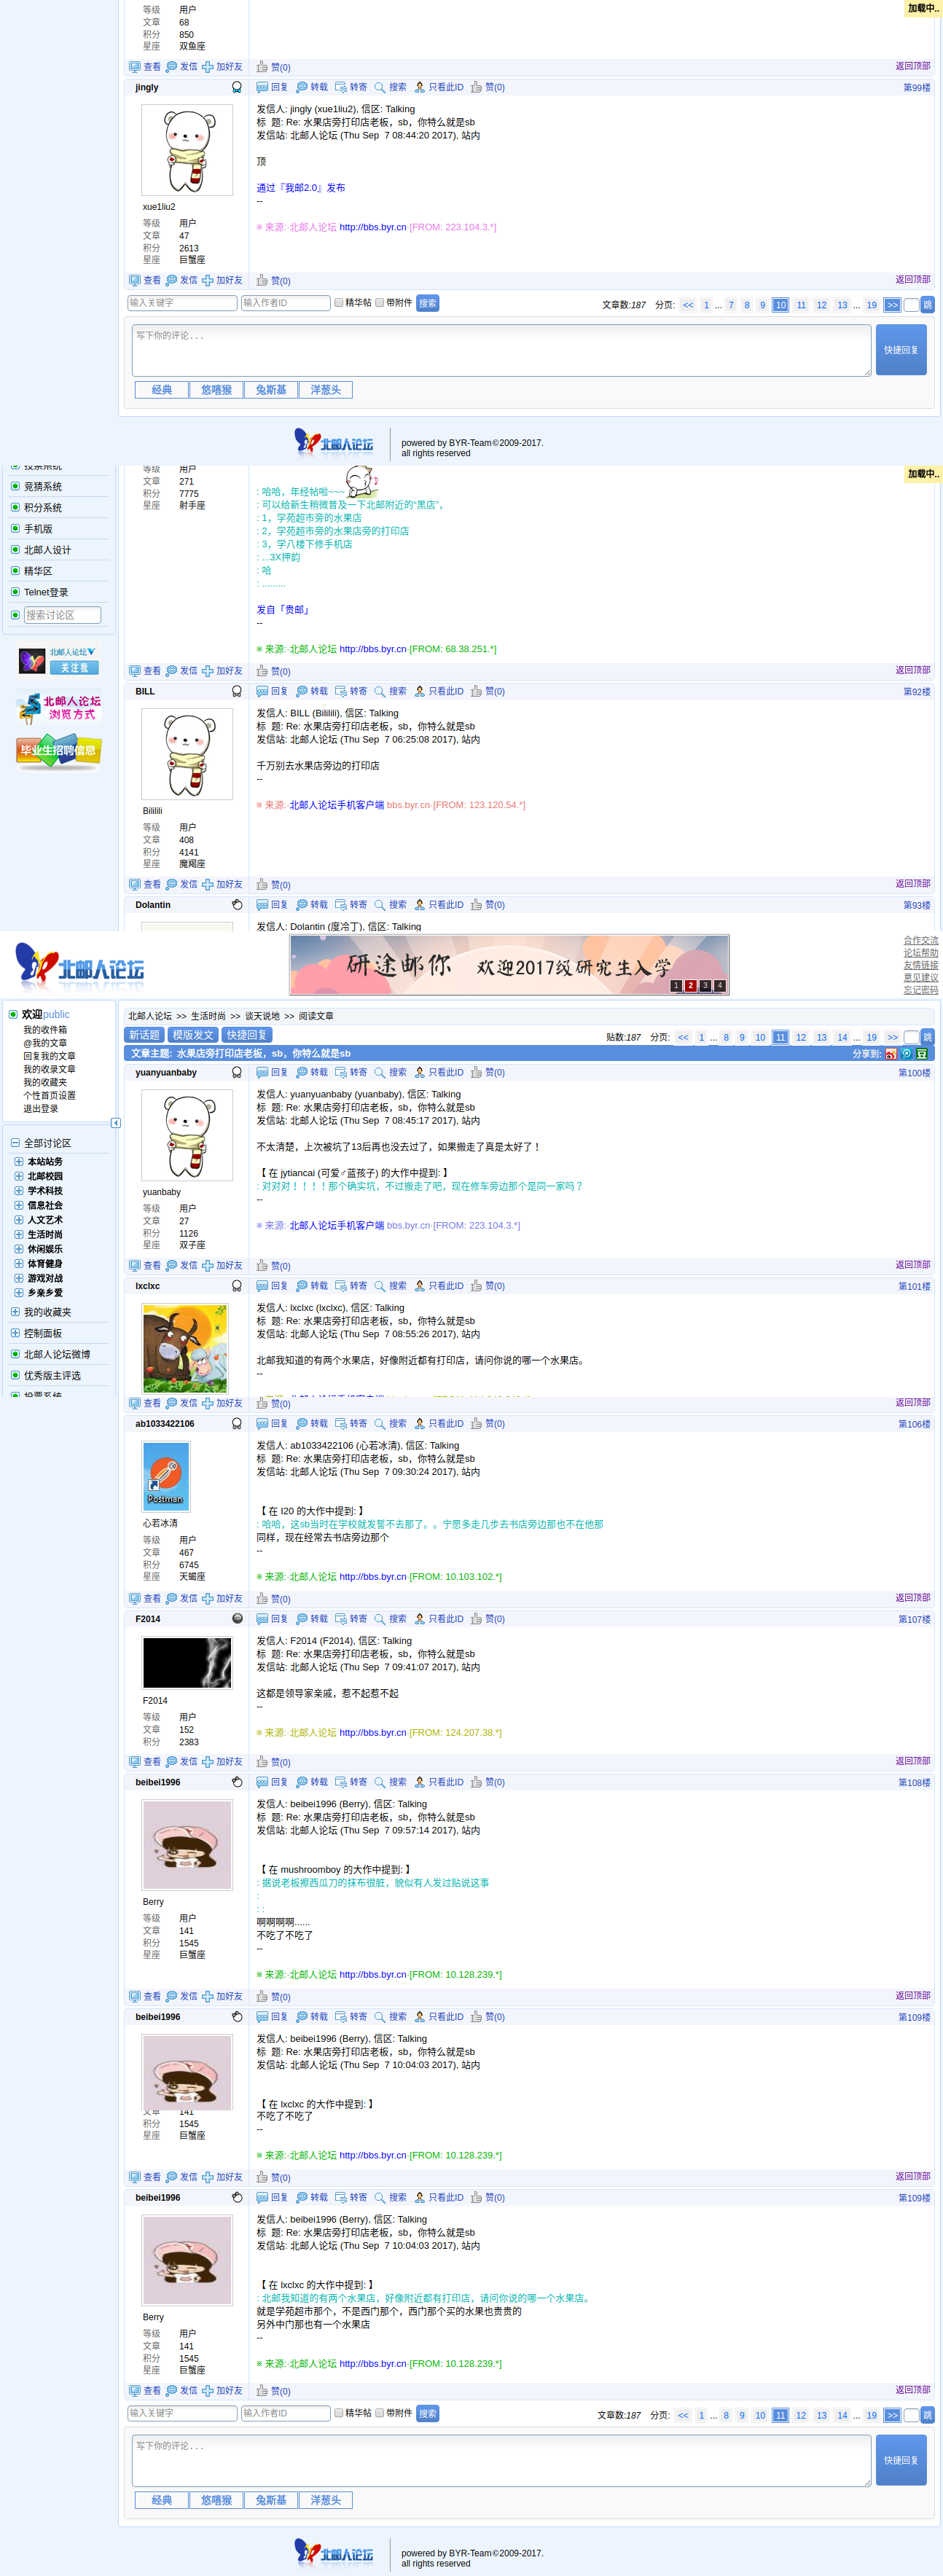 等级 用户
文章 68
积分 850
星座 双鱼座
加载中..
查看 发信 加好友 赞(0) 返回顶部
jingly 回复 转载 转寄 搜索 只看此ID 赞(0) 第99楼
发信人: jingly (xue1liu2), 信区: Talking
标 题: Re: 水果店旁打印店老板，sb，你特么就是sb
发信站: 北邮人论坛 (Thu Sep 7 08:44:20 2017), 站内
顶
通过『我邮2.0』发布
--
※ 来源:·北邮人论坛 http://bbs.byr.cn·[FROM: 223.104.3.*]
xue1liu2
等级 用户
文章 47
积分 2613
星座 巨蟹座
查看 发信 加好友 赞(0) 返回顶部
输入关键字 输入作者ID 精华帖 带附件 搜索 文章数:187 分页: << 1 ... 7 8 9 10 11 12 13 ... 19 >> 跳
写下你的评论...
快捷回复
经典 悠嘻猴 兔斯基 洋葱头
北邮人论坛
powered by BYR-Team©2009-2017.
all rights reserved
投票系统
竞猜系统
积分系统
手机版
北邮人设计
精华区
Telnet登录
搜索讨论区
北邮人论坛
关注我
北邮人论坛
浏览方式
毕业生招聘信息
等级 用户
文章 271
积分 7775
星座 射手座
加载中..
: 哈哈，年经帖啦~~~
: 可以给新生稍微普及一下北邮附近的“黑店”，
: 1，学苑超市旁的水果店
: 2，学苑超市旁的水果店旁的打印店
: 3，学八楼下修手机店
: ...3X押韵
: 哈
: .........
发自「贵邮」
--
※ 来源:·北邮人论坛 http://bbs.byr.cn·[FROM: 68.38.251.*]
查看 发信 加好友 赞(0) 返回顶部
BILL 回复 转载 转寄 搜索 只看此ID 赞(0) 第92楼
发信人: BILL (Bililili), 信区: Talking
标 题: Re: 水果店旁打印店老板，sb，你特么就是sb
发信站: 北邮人论坛 (Thu Sep 7 06:25:08 2017), 站内
千万别去水果店旁边的打印店
--
※ 来源:·北邮人论坛手机客户端 bbs.byr.cn·[FROM: 123.120.54.*]
Bililili
等级 用户
文章 408
积分 4141
星座 魔羯座
查看 发信 加好友 赞(0) 返回顶部
Dolantin 回复 转载 转寄 搜索 只看此ID 赞(0) 第93楼
发信人: Dolantin (度冷丁), 信区: Talking
北邮人论坛
研途邮你 欢迎2017级研究生入学
1 2 3 4
合作交流
论坛帮助
友情链接
意见建议
忘记密码
欢迎public
我的收件箱
@我的文章
回复我的文章
我的收录文章
我的收藏夹
个性首页设置
退出登录
全部讨论区
本站站务
北邮校园
学术科技
信息社会
人文艺术
生活时尚
休闲娱乐
体育健身
游戏对战
乡亲乡爱
我的收藏夹
控制面板
北邮人论坛微博
优秀版主评选
投票系统
北邮人论坛 >> 生活时尚 >> 谈天说地 >> 阅读文章
新话题 模版发文 快捷回复 贴数:187 分页: << 1 ... 8 9 10 11 12 13 14 ... 19 >> 跳
文章主题: 水果店旁打印店老板，sb，你特么就是sb 分享到: 豆
yuanyuanbaby 回复 转载 转寄 搜索 只看此ID 赞(0) 第100楼
发信人: yuanyuanbaby (yuanbaby), 信区: Talking
标 题: Re: 水果店旁打印店老板，sb，你特么就是sb
发信站: 北邮人论坛 (Thu Sep 7 08:45:17 2017), 站内
不太清楚，上次被坑了13后再也没去过了，如果搬走了真是太好了！
【 在 jytiancai (可爱♂蓝孩子) 的大作中提到: 】
: 对对对！！！！那个确实坑，不过搬走了吧，现在修车旁边那个是同一家吗？
--
※ 来源:·北邮人论坛手机客户端 bbs.byr.cn·[FROM: 223.104.3.*]
yuanbaby
等级 用户
文章 27
积分 1126
星座 双子座
查看 发信 加好友 赞(0) 返回顶部
lxclxc 回复 转载 转寄 搜索 只看此ID 赞(0) 第101楼
发信人: lxclxc (lxclxc), 信区: Talking
标 题: Re: 水果店旁打印店老板，sb，你特么就是sb
发信站: 北邮人论坛 (Thu Sep 7 08:55:26 2017), 站内
北邮我知道的有两个水果店，好像附近都有打印店，请问你说的哪一个水果店。
--
查看 发信 加好友 赞(0) 返回顶部
ab1033422106 回复 转载 转寄 搜索 只看此ID 赞(0) 第106楼
发信人: ab1033422106 (心若冰清), 信区: Talking
标 题: Re: 水果店旁打印店老板，sb，你特么就是sb
发信站: 北邮人论坛 (Thu Sep 7 09:30:24 2017), 站内
【 在 I20 的大作中提到: 】
: 哈哈，这sb当时在学校就发誓不去那了。。宁愿多走几步去书店旁边那也不在他那
同样，现在经常去书店旁边那个
--
※ 来源:·北邮人论坛 http://bbs.byr.cn·[FROM: 10.103.102.*]
Postman
心若冰清
等级 用户
文章 467
积分 6745
星座 天蝎座
查看 发信 加好友 赞(0) 返回顶部
F2014 回复 转载 转寄 搜索 只看此ID 赞(0) 第107楼
发信人: F2014 (F2014), 信区: Talking
标 题: Re: 水果店旁打印店老板，sb，你特么就是sb
发信站: 北邮人论坛 (Thu Sep 7 09:41:07 2017), 站内
这都是领导家亲戚，惹不起惹不起
--
※ 来源:·北邮人论坛 http://bbs.byr.cn·[FROM: 124.207.38.*]
F2014
等级 用户
文章 152
积分 2383
查看 发信 加好友 赞(0) 返回顶部
beibei1996 回复 转载 转寄 搜索 只看此ID 赞(0) 第108楼
发信人: beibei1996 (Berry), 信区: Talking
标 题: Re: 水果店旁打印店老板，sb，你特么就是sb
发信站: 北邮人论坛 (Thu Sep 7 09:57:14 2017), 站内
【 在 mushroomboy 的大作中提到: 】
: 据说老板擦西瓜刀的抹布很脏，貌似有人发过贴说这事
:
: :
啊啊啊啊......
不吃了不吃了
--
※ 来源:·北邮人论坛 http://bbs.byr.cn·[FROM: 10.128.239.*]
Berry
等级 用户
文章 141
积分 1545
星座 巨蟹座
查看 发信 加好友 赞(0) 返回顶部
beibei1996 回复 转载 转寄 搜索 只看此ID 赞(0) 第109楼
发信人: beibei1996 (Berry), 信区: Talking
标 题: Re: 水果店旁打印店老板，sb，你特么就是sb
发信站: 北邮人论坛 (Thu Sep 7 10:04:03 2017), 站内
【 在 lxclxc 的大作中提到: 】
不吃了不吃了
--
※ 来源:·北邮人论坛 http://bbs.byr.cn·[FROM: 10.128.239.*]
文章 141
积分 1545
星座 巨蟹座
查看 发信 加好友 赞(0) 返回顶部
beibei1996 回复 转载 转寄 搜索 只看此ID 赞(0) 第109楼
发信人: beibei1996 (Berry), 信区: Talking
标 题: Re: 水果店旁打印店老板，sb，你特么就是sb
发信站: 北邮人论坛 (Thu Sep 7 10:04:03 2017), 站内
【 在 lxclxc 的大作中提到: 】
: 北邮我知道的有两个水果店，好像附近都有打印店，请问你说的哪一个水果店。
就是学苑超市那个，不是西门那个，西门那个买的水果也贵贵的
另外中门那也有一个水果店
--
※ 来源:·北邮人论坛 http://bbs.byr.cn·[FROM: 10.128.239.*]
Berry
等级 用户
文章 141
积分 1545
星座 巨蟹座
查看 发信 加好友 赞(0) 返回顶部
输入关键字 输入作者ID 精华帖 带附件 搜索 文章数:187 分页: << 1 ... 8 9 10 11 12 13 14 ... 19 >> 跳
写下你的评论...
快捷回复
经典 悠嘻猴 兔斯基 洋葱头
北邮人论坛
powered by BYR-Team©2009-2017.
all rights reserved